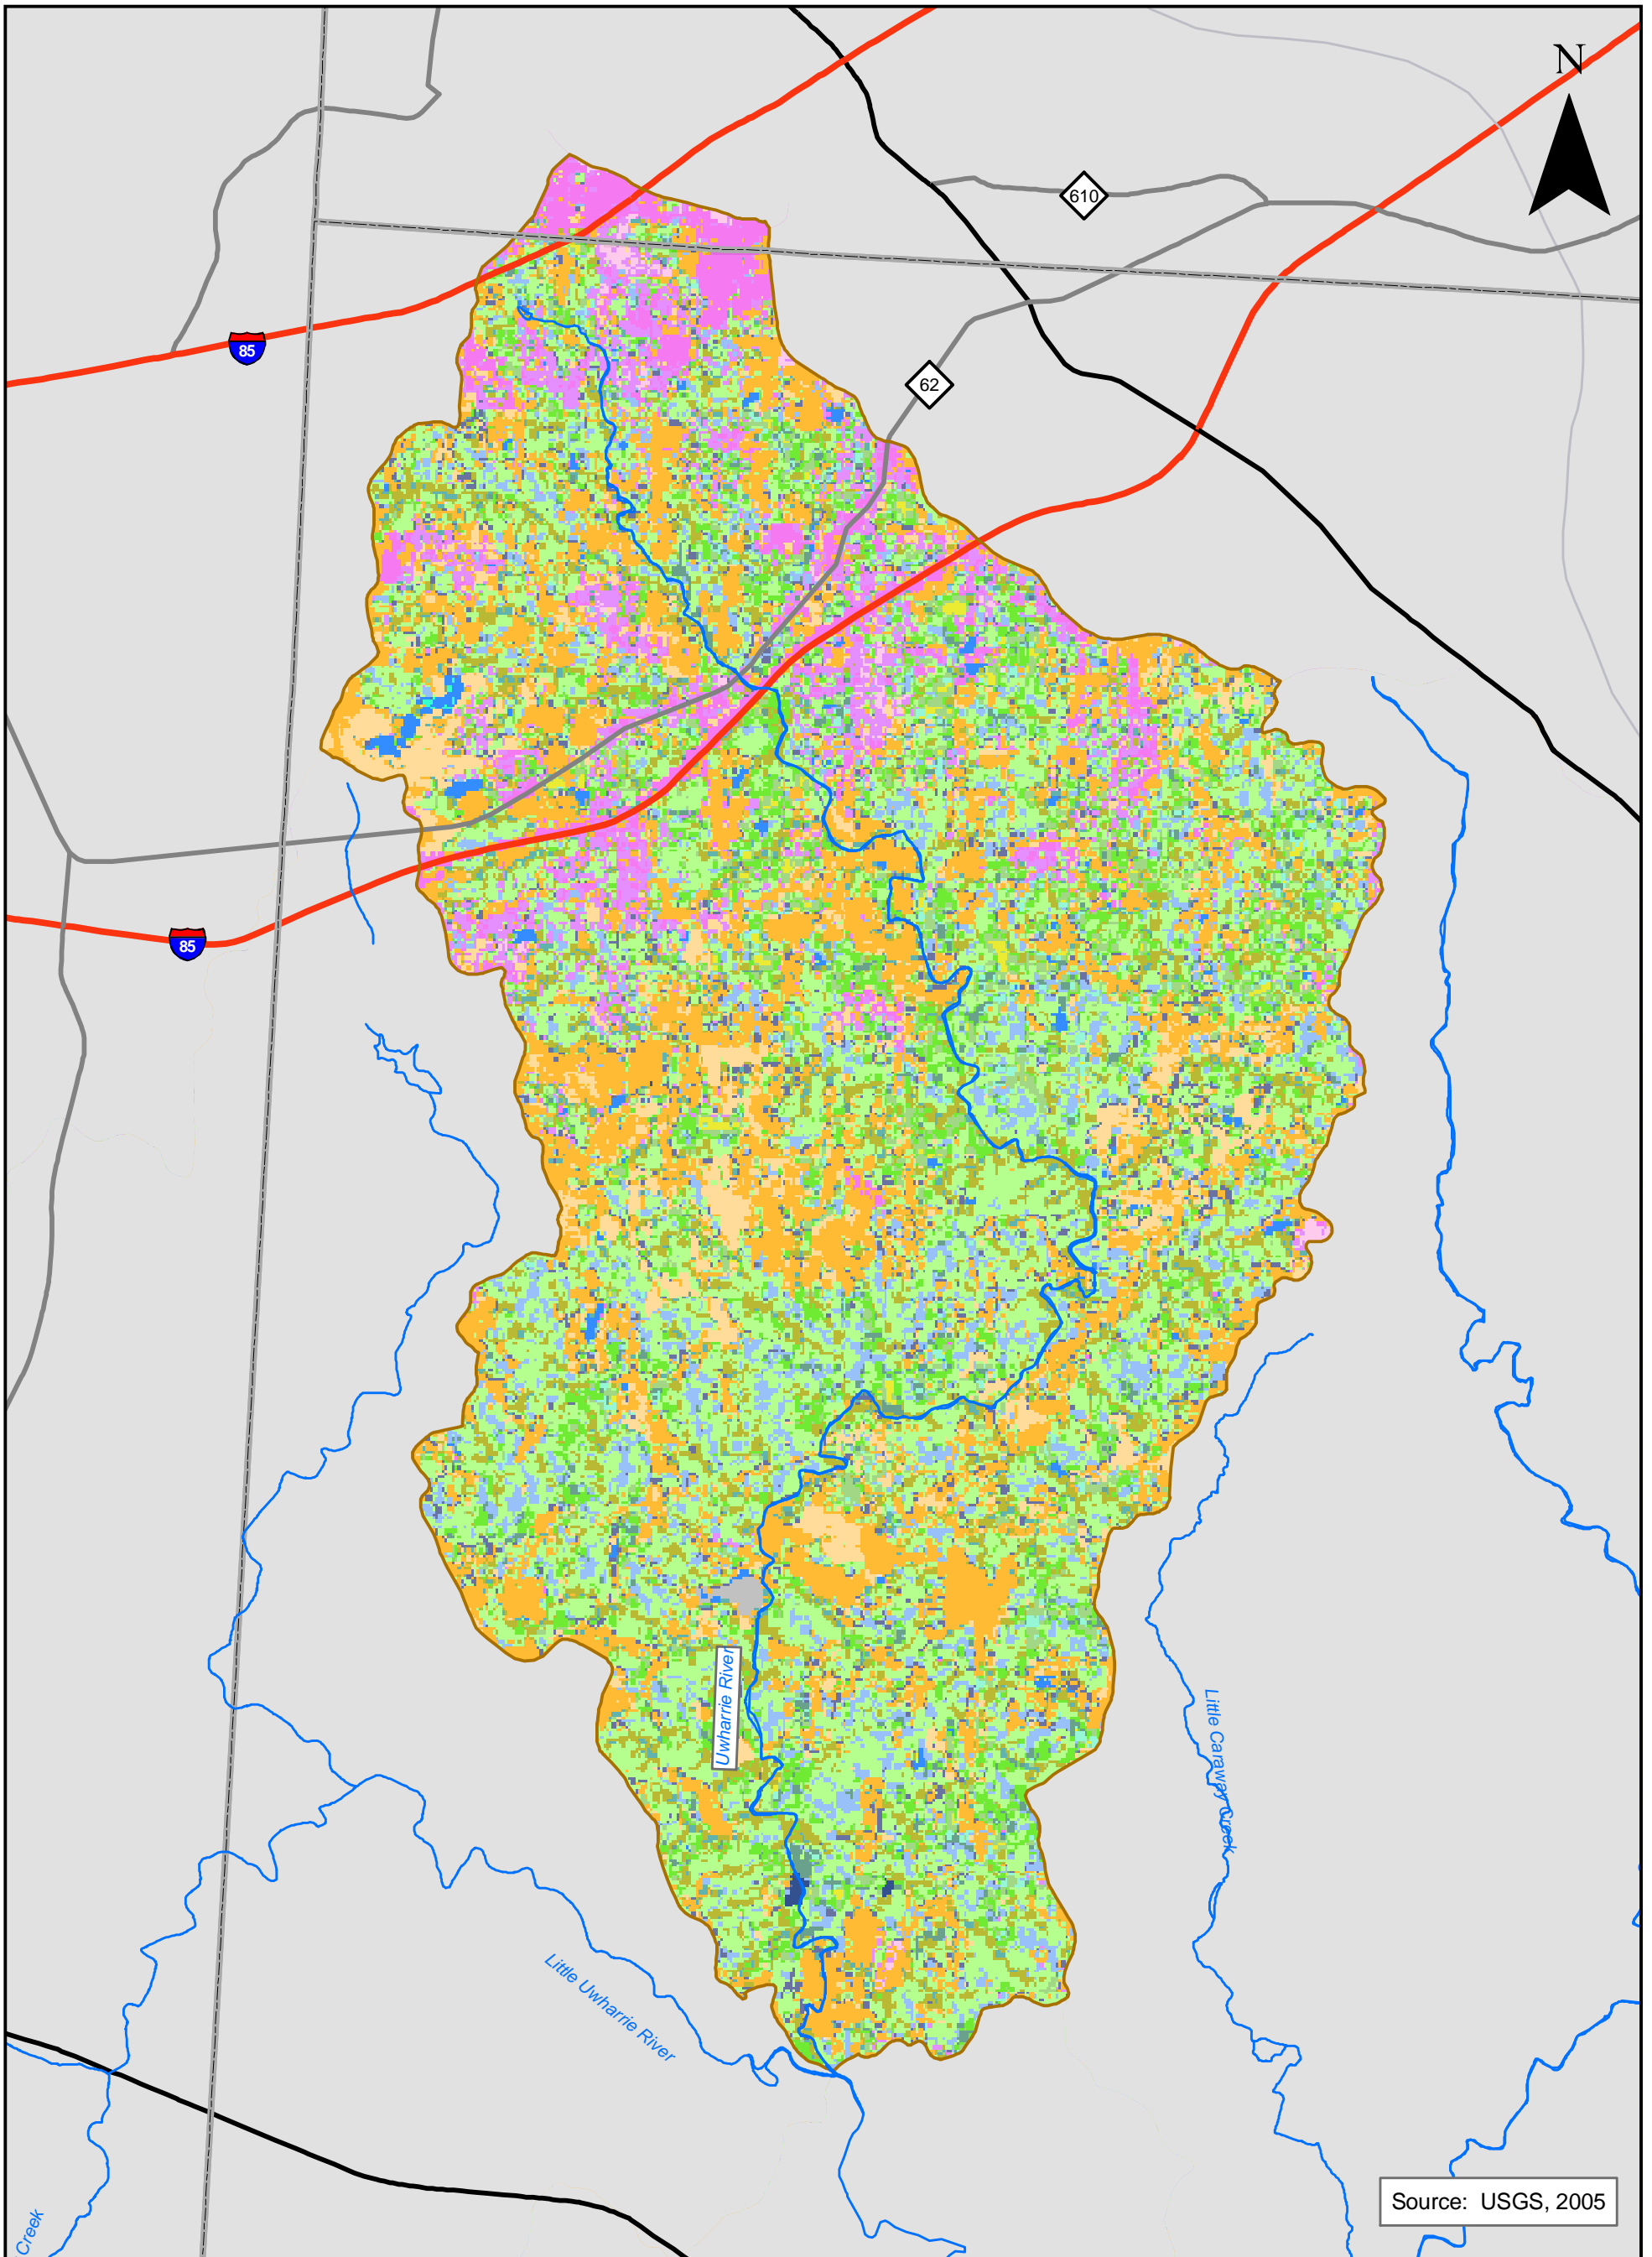 N
610
85
62
85
Uwharrie River
Little Caraway Creek
Little Uwharrie River
Creek
Source:  USGS, 2005